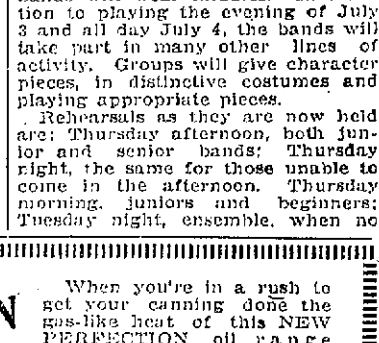 tion to playing the evening of July
3 and all day July 4, the bands will
take part in many other lines of
activity. Groups will give character
pieces, in distinctive costumes and
playing appropriate pieces.
Rehearsals as they are now held
are: Thursday afternoon, both jun-
ior and senior bands; Thursday
night, the same for those unable to
come in the afternoon. Thursday
morning, juniors and beginners;
Tuesday night, ensemble, when no
When you're in a rush to
get your canning done the
gas-like heat of this NEW
PERFECTION oil range
N